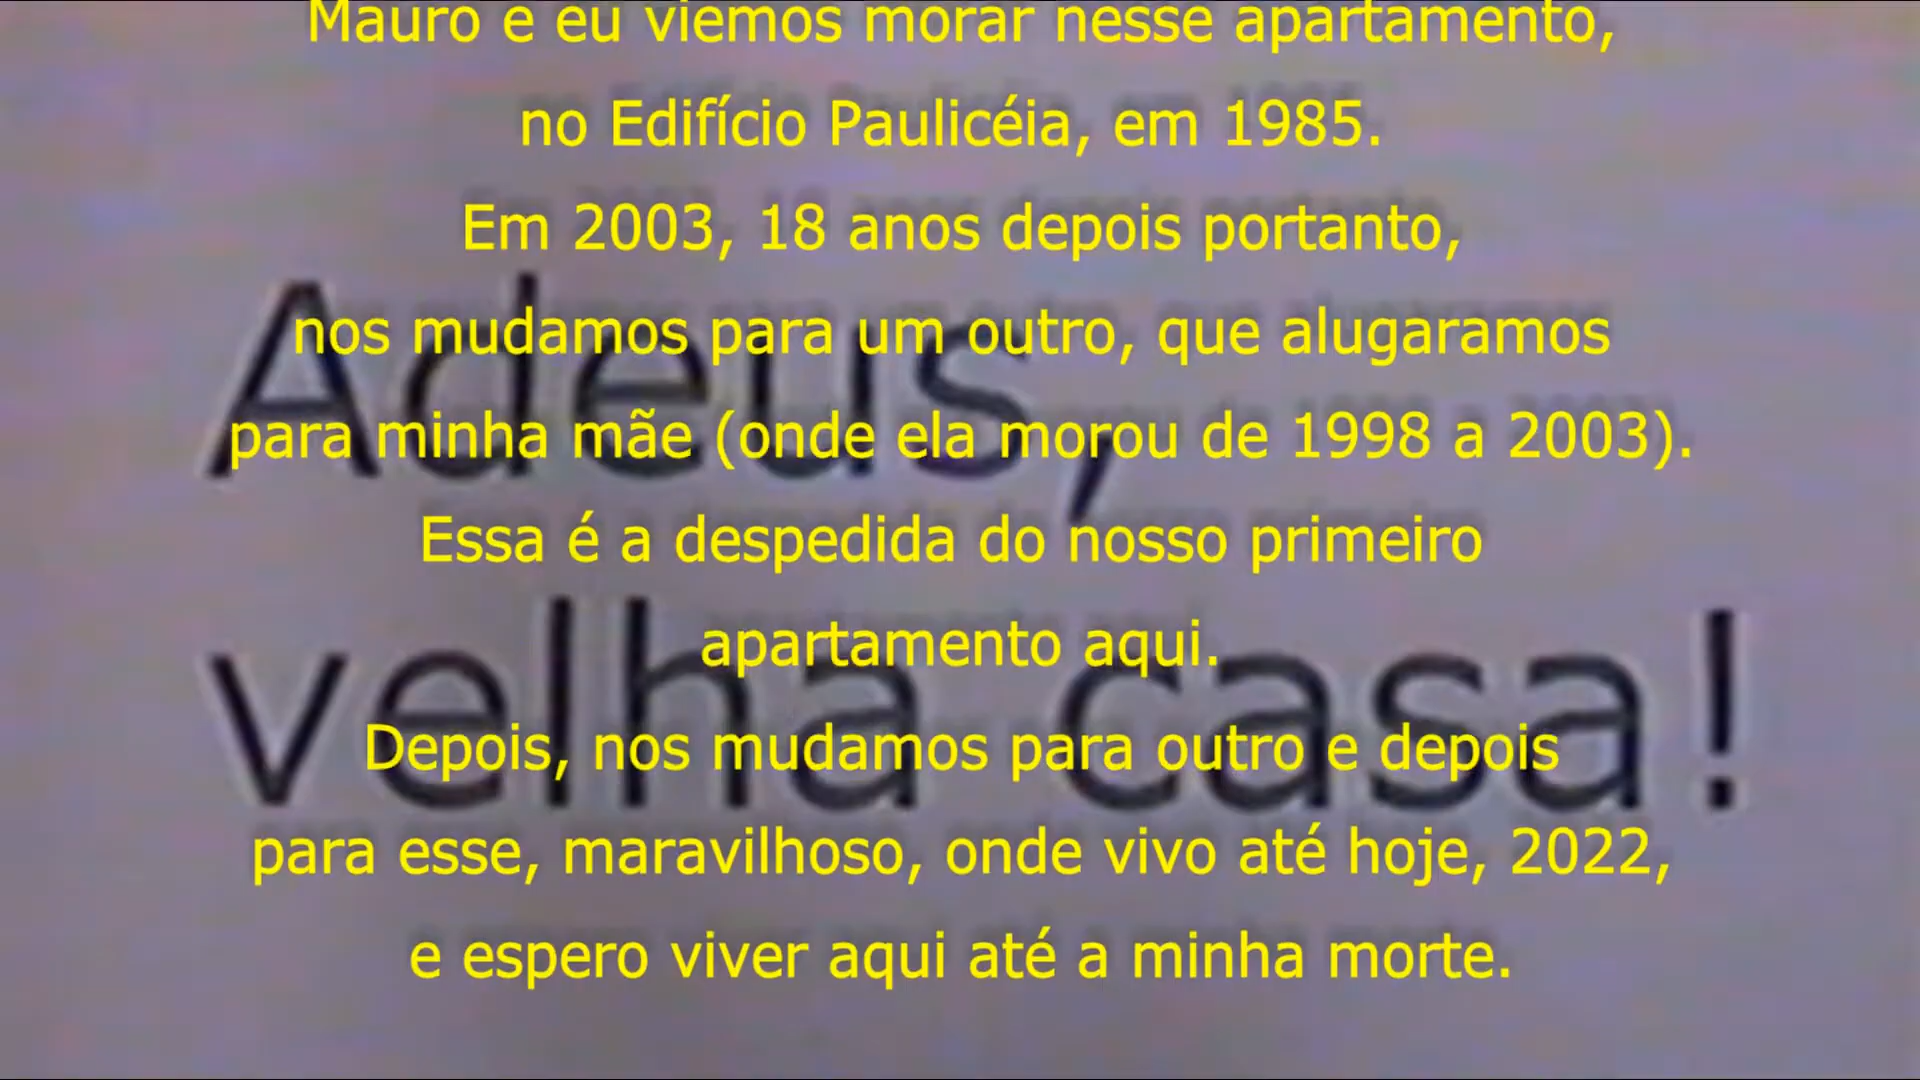 Mauro e eu viemos morar nesse apartamento,
no Edifício Paulicéia, em 1985.
Em 2003, 18 anos depois portanto,
nos mudamos para um outro, que alugaramos
para minha mãe (onde ela morou de 1998 a 2003).
Essa é a despedida do nosso primeiro
apartamento aqui.
Depois, nos mudamos para outro e depois
para esse, maravilhoso, onde vivo até hoje, 2022,
e espero viver aqui até a minha morte.
Adeus,
velha casa!